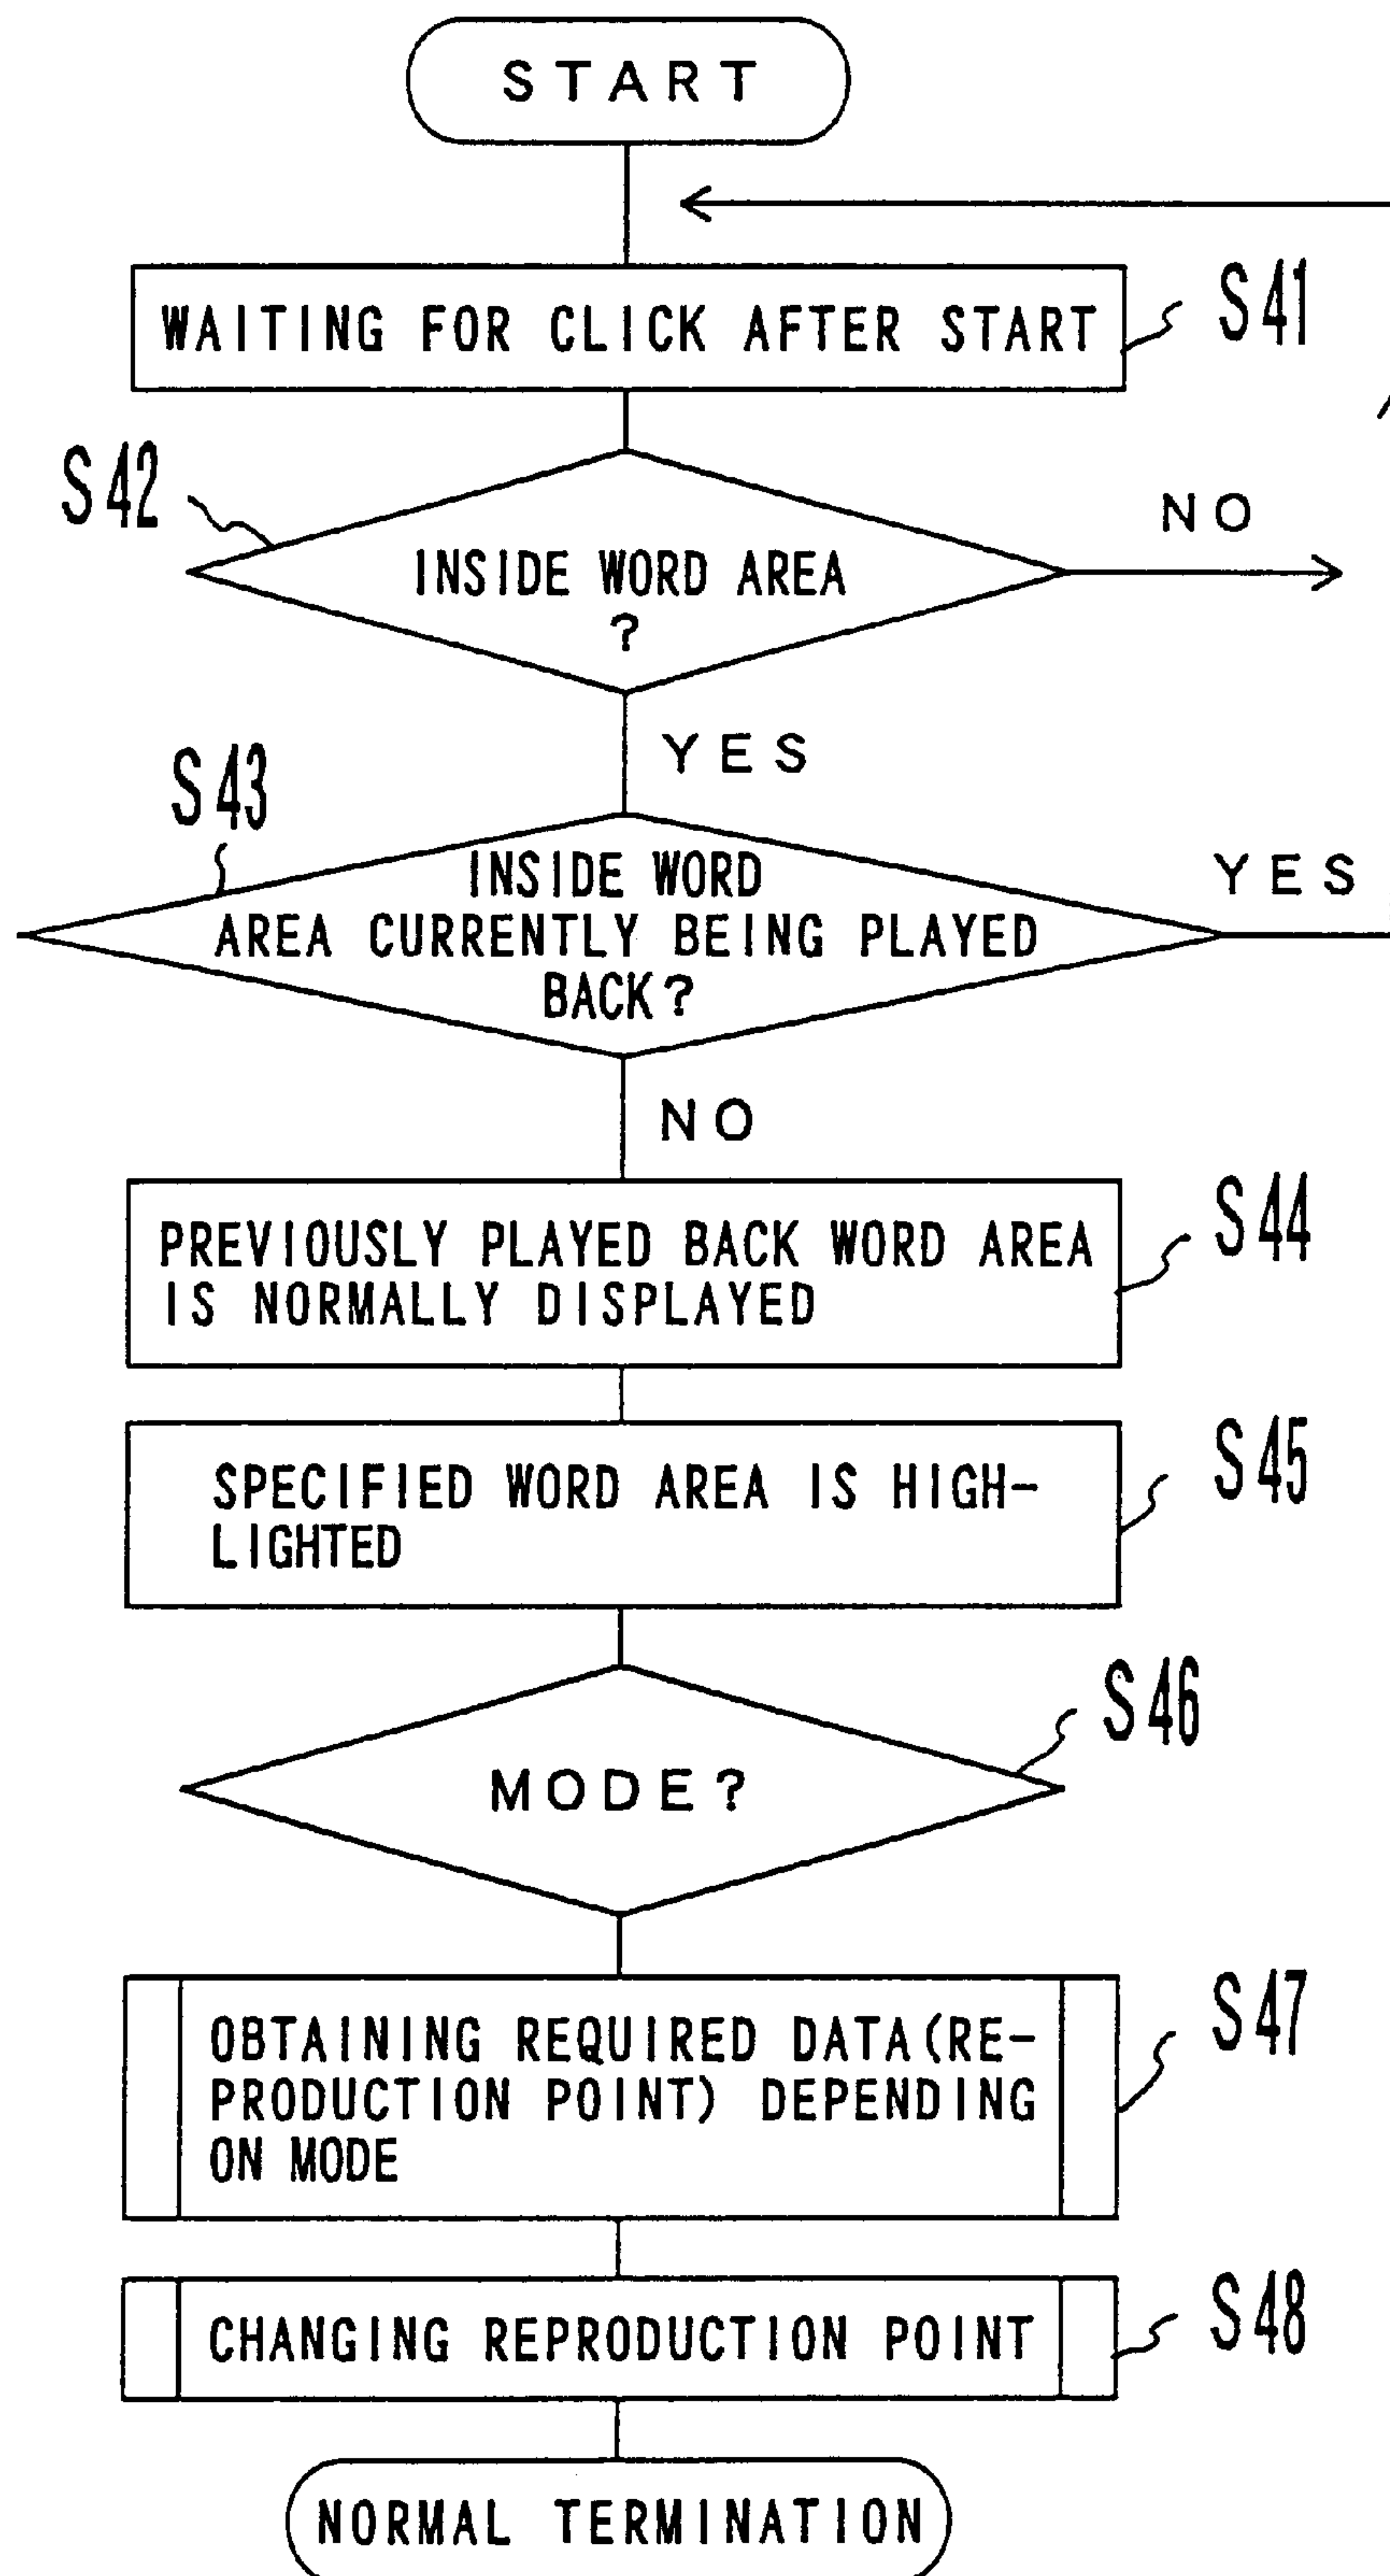 START
WAITING FOR CLICK AFTER START
S41
S42
INSIDE WORD AREA
?
NO
YES
S43
INSIDE WORD
AREA CURRENTLY BEING PLAYED
BACK?
YES
NO
PREVIOUSLY PLAYED BACK WORD AREA
IS NORMALLY DISPLAYED
S44
SPECIFIED WORD AREA IS HIGH-
LIGHTED
S45
MODE?
S46
OBTAINING REQUIRED DATA(RE-
PRODUCTION POINT) DEPENDING
ON MODE
S47
CHANGING REPRODUCTION POINT
S48
NORMAL TERMINATION